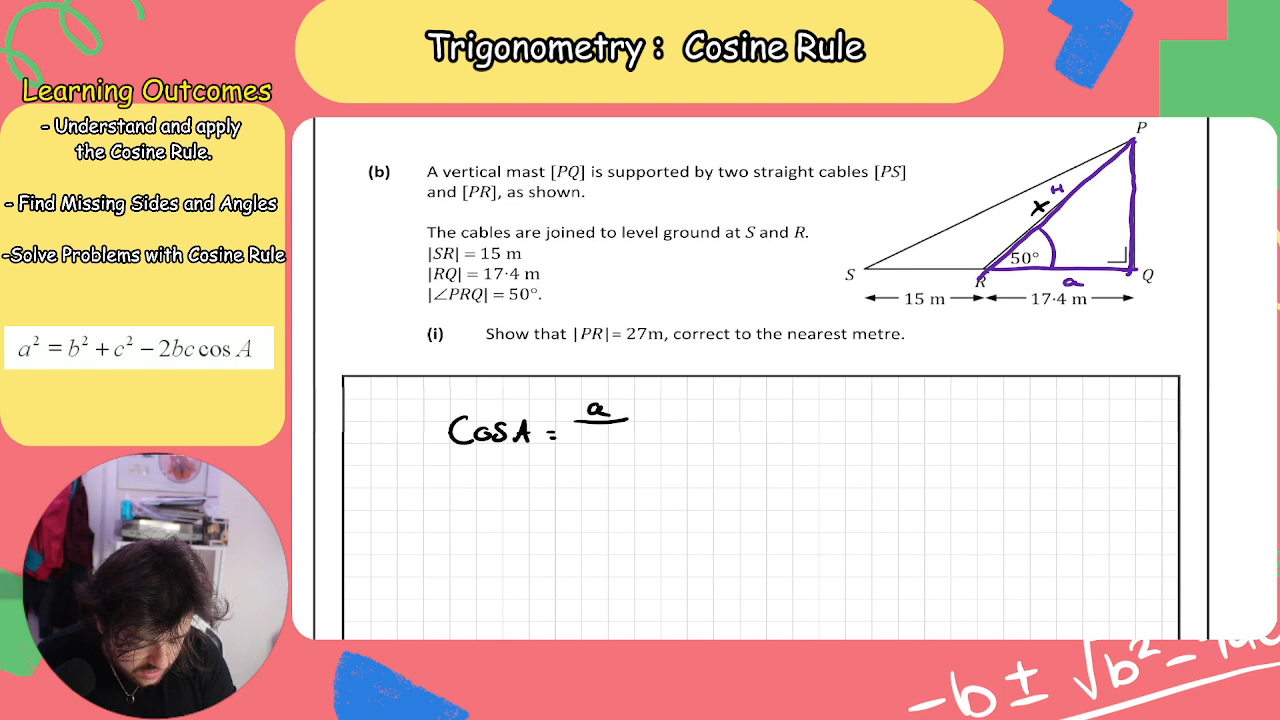 Trigonometry : Cosine Rule
Learning Outcomes
- Understand and apply
the Cosine Rule.
- Find Missing Sides and Angles
-Solve Problems with Cosine Rule
a² = b² + c² − 2bc cos A
(b) A vertical mast [PQ] is supported by two straight cables [PS]
and [PR], as shown.
The cables are joined to level ground at S and R.
|SR| = 15 m
|RQ| = 17·4 m
|∠PRQ| = 50°.
(i) Show that |PR| = 27m, correct to the nearest metre.
P
x H
50°
S R Q
a
15 m 17·4 m
Cos A = a
-b ± √b² -